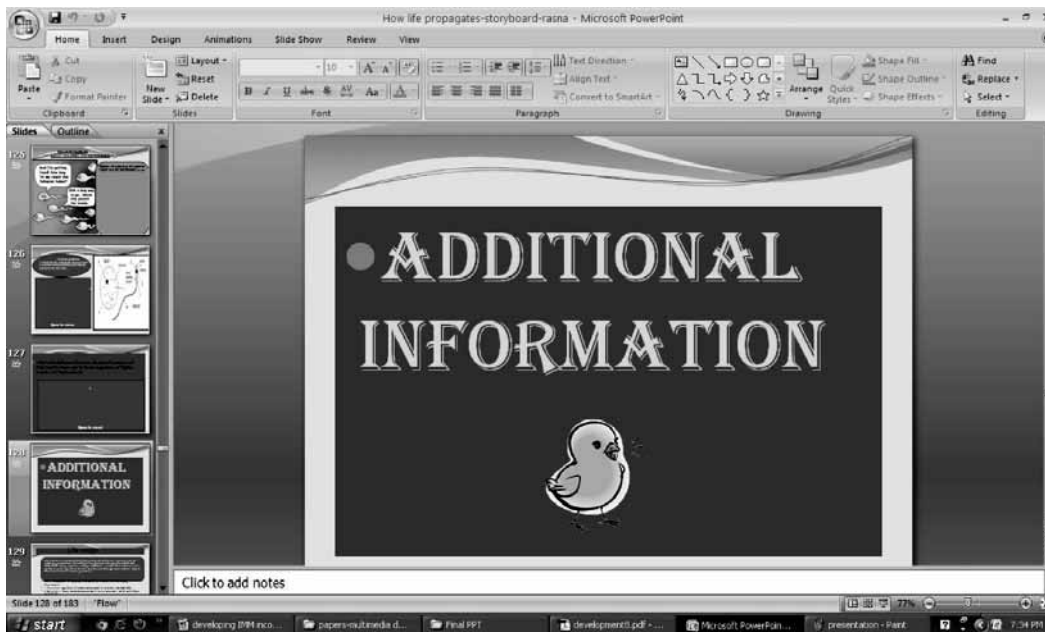 How life propagates-storyboard-rasna - Microsoft PowerPoint
Home Insert Design Animations Slide Show Review View
Paste
Cut
Copy
Format Painter
Clipboard
New
Slide
Layout
Reset
Delete
Slides
10
Font
Text Direction
Align Text
Convert to SmartArt
Paragraph
Arrange
Quick
Styles
Shape Fill
Shape Outline
Shape Effects
Drawing
Find
Replace
Select
Editing
Slides Outline
125
126
127
128
ADDITIONAL
INFORMATION
129
ADDITIONAL
INFORMATION
Click to add notes
Slide 128 of 183 "Flow" 77%
start developing IMM inco... papers-multimedia d... Final PPT development8.pdf - ... Microsoft PowerPoin... presentation - Paint 7:34 PM